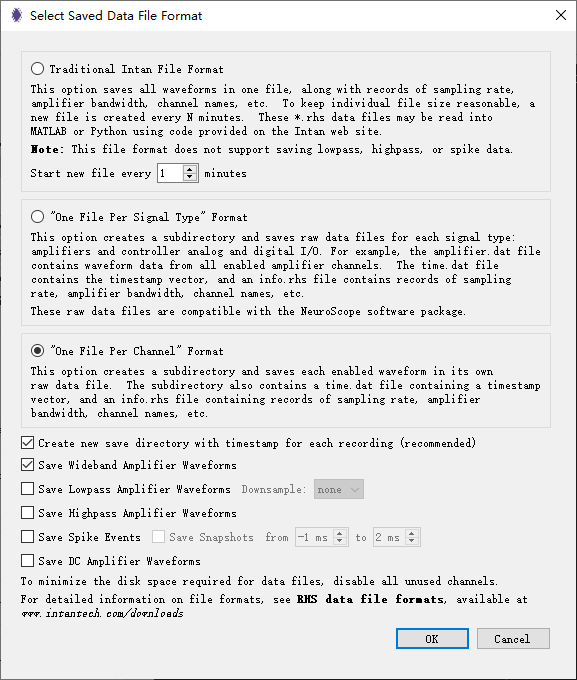 Select Saved Data File Format
Traditional Intan File Format
This option saves all waveforms in one file, along with records of sampling rate,
amplifier bandwidth, channel names, etc. To keep individual file size reasonable, a
new file is created every N minutes. These *.rhs data files may be read into
MATLAB or Python using code provided on the Intan web site.
Note: This file format does not support saving lowpass, highpass, or spike data.
Start new file every 1 minutes
"One File Per Signal Type" Format
This option creates a subdirectory and saves raw data files for each signal type:
amplifiers and controller analog and digital I/O. For example, the amplifier.dat file
contains waveform data from all enabled amplifier channels. The time.dat file
contains the timestamp vector, and an info.rhs file contains records of sampling
rate, amplifier bandwidth, channel names, etc.
These raw data files are compatible with the NeuroScope software package.
"One File Per Channel" Format
This option creates a subdirectory and saves each enabled waveform in its own
raw data file. The subdirectory also contains a time.dat file containing a timestamp
vector, and an info.rhs file containing records of sampling rate, amplifier
bandwidth, channel names, etc.
Create new save directory with timestamp for each recording (recommended)
Save Wideband Amplifier Waveforms
Save Lowpass Amplifier Waveforms Downsample: none
Save Highpass Amplifier Waveforms
Save Spike Events Save Snapshots from -1 ms to 2 ms
Save DC Amplifier Waveforms
To minimize the disk space required for data files, disable all unused channels.
For detailed information on file formats, see RHS data file formats, available at
www.intantech.com/downloads
OK Cancel